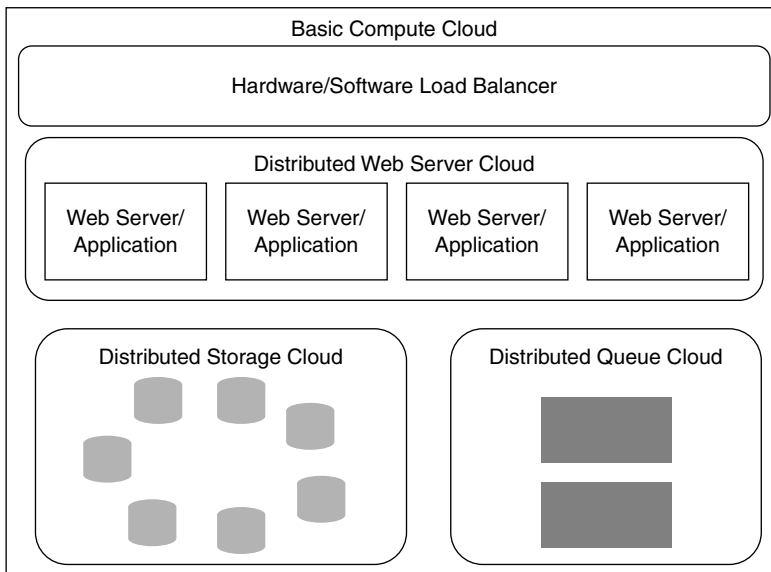 Basic Compute Cloud
Hardware/Software Load Balancer
Distributed Web Server Cloud
Web Server/
Application
Web Server/
Application
Web Server/
Application
Web Server/
Application
Distributed Storage Cloud
Distributed Queue Cloud